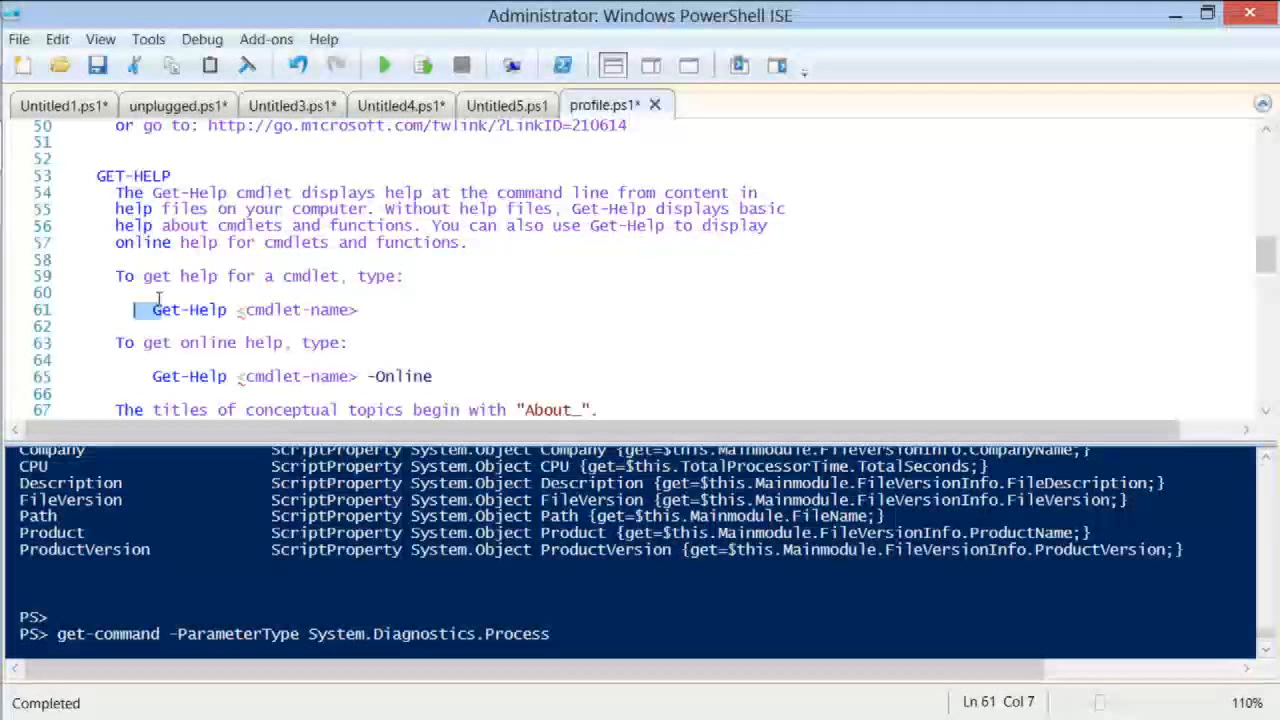 Administrator: Windows PowerShell ISE
File Edit View Tools Debug Add-ons Help
Untitled1.ps1* unplugged.ps1* Untitled3.ps1* Untitled4.ps1* Untitled5.ps1 profile.ps1*
50 or go to: http://go.microsoft.com/fwlink/?LinkID=210614
51
52
53 GET-HELP
54 The Get-Help cmdlet displays help at the command line from content in
55 help files on your computer. Without help files, Get-Help displays basic
56 help about cmdlets and functions. You can also use Get-Help to display
57 online help for cmdlets and functions.
58
59 To get help for a cmdlet, type:
60
61 Get-Help <cmdlet-name>
62
63 To get online help, type:
64
65 Get-Help <cmdlet-name> -Online
66
67 The titles of conceptual topics begin with "About_".
Company ScriptProperty System.Object Company {get=$this.Mainmodule.FileVersionInfo.CompanyName;}
CPU ScriptProperty System.Object CPU {get=$this.TotalProcessorTime.TotalSeconds;}
Description ScriptProperty System.Object Description {get=$this.Mainmodule.FileVersionInfo.FileDescription;}
FileVersion ScriptProperty System.Object FileVersion {get=$this.Mainmodule.FileVersionInfo.FileVersion;}
Path ScriptProperty System.Object Path {get=$this.Mainmodule.FileName;}
Product ScriptProperty System.Object Product {get=$this.Mainmodule.FileVersionInfo.ProductName;}
ProductVersion ScriptProperty System.Object ProductVersion {get=$this.Mainmodule.FileVersionInfo.ProductVersion;}
PS>
PS> get-command -ParameterType System.Diagnostics.Process
Completed Ln 61 Col 7 110%